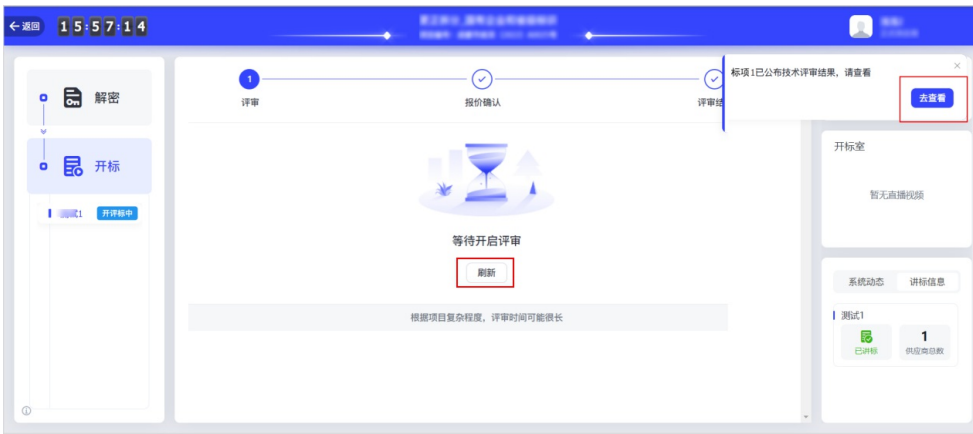 返回
15:57:14
解密
开标
1
开评标中
1
评审
报价确认
评审结
标项1已公布技术评审结果，请查看
去查看
等待开启评审
刷新
根据项目复杂程度，评审时间可能很长
开标室
暂无直播视频
系统动态
讲标信息
测试1
已讲标
1
供应商总数